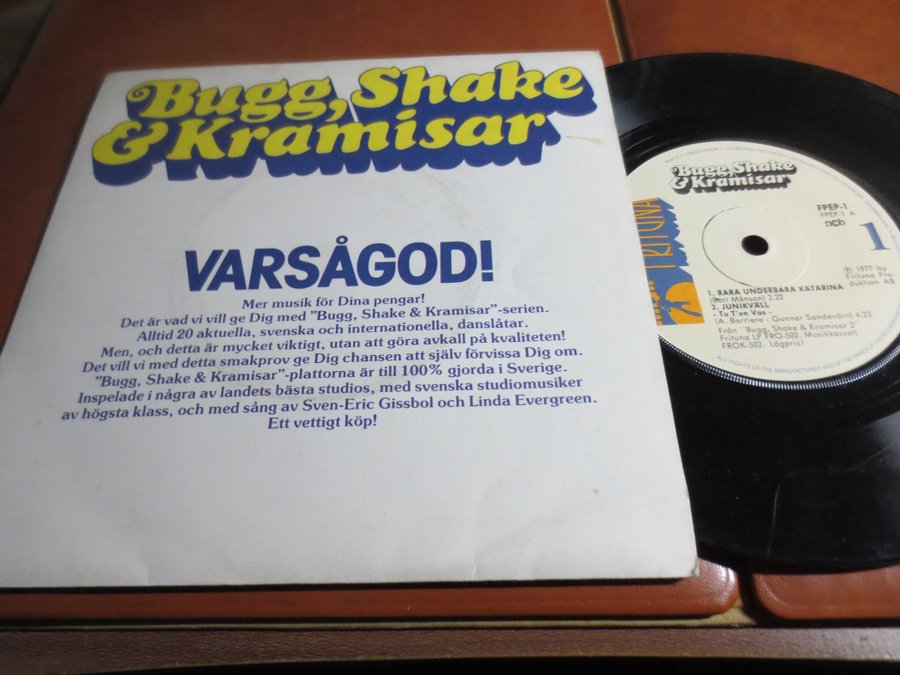 Bugg, Shake
& Kramisar
VARSÅGOD!
Mer musik för Dina pengar!
Det är vad vi vill ge Dig med "Bugg, Shake & Kramisar"-serien.
Alltid 20 aktuella, svenska och internationella, danslåtar.
Men, och detta är mycket viktigt, utan att göra avkall på kvaliteten!
Det vill vi med detta smakprov ge Dig chansen att själv förvissa Dig om.
"Bugg, Shake & Kramisar"-plattorna är till 100% gjorda i Sverige.
Inspelade i några av landets bästa studios, med svenska studiomusiker
av högsta klass, och med sång av Sven-Eric Gissbol och Linda Evergreen.
Ett vettigt köp!
Bugg, Shake
& Kramisar
FRITUNA
FPEP-1
FPEP-1 A
ncb
1
℗ 1977 by
Frituna Pro-
duktion AB
1. RARA UNDERBARA KATARINA
(Bert Månson) 2.22
2. JUNIKVÄLL
- Tu T'en Vas -
(A. Barriere - Gunnar Sandevärn) 4.23
Från "Bugg, Shake & Kramisar 2"
Frituna LP FRO-502. Musikkassett
FROK-502. Lågpris!